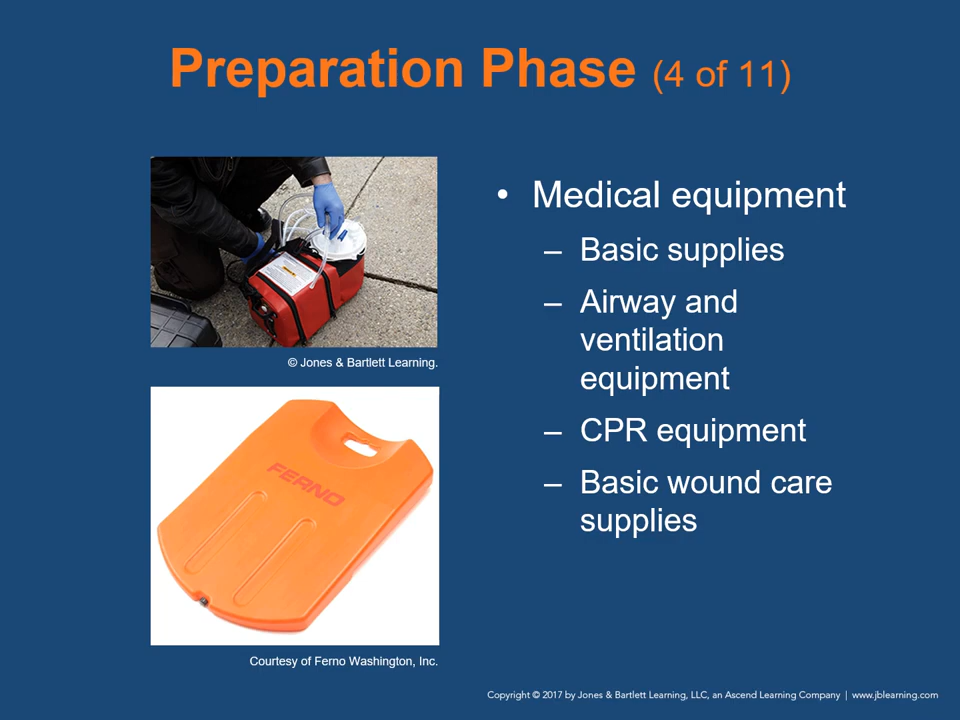 Preparation Phase (4 of 11)
© Jones & Bartlett Learning.
FERNO
Courtesy of Ferno Washington, Inc.
• Medical equipment
– Basic supplies
– Airway and
ventilation
equipment
– CPR equipment
– Basic wound care
supplies
Copyright © 2017 by Jones & Bartlett Learning, LLC, an Ascend Learning Company | www.jblearning.com